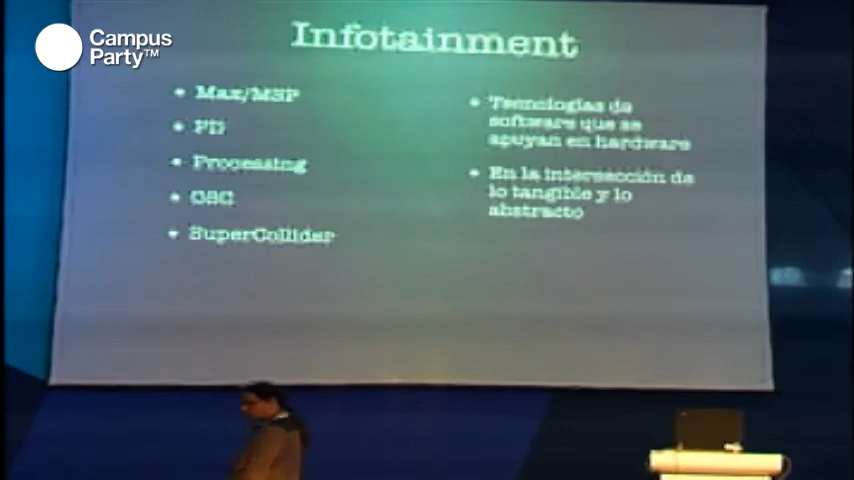 Campus
Party™
Infotainment
• Max/MSP
• PD
• Processing
• OSC
• SuperCollider
• Tecnologías de
software que se
apuyan en hardware
• En la intersección de
lo tangible y lo
abstracto